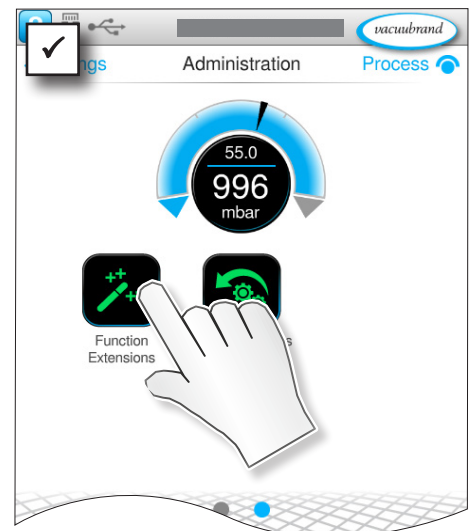 vacuubrand
Administration
Process
55.0
996
mbar
Function
Extensions